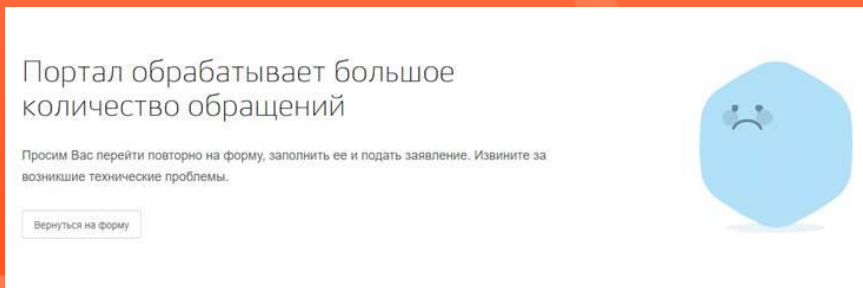 Портал обрабатывает большое
количество обращений
Просим Вас перейти повторно на форму, заполнить ее и подать заявление. Извините за
возникшие технические проблемы.
Вернуться на форму